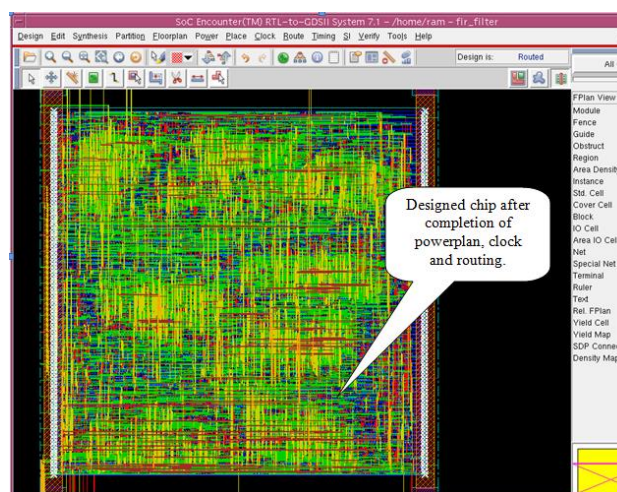 SoC Encounter(TM) RTL-to-GDSII System 7.1 - /home/ram - fir_filter
Design Edit Synthesis Partition Floorplan Power Place Clock Route Timing SI Verify Tools Help
Design is: Routed
All
FPlan View
Module
Fence
Guide
Obstruct
Region
Area Density
Instance
Std. Cell
Cover Cell
Block
IO Cell
Area IO Cel
Net
Special Net
Terminal
Ruler
Text
Rel. FPlan
Yield Cell
Yield Map
SDP Connec
Density Map
Designed chip after
completion of
powerplan, clock
and routing.